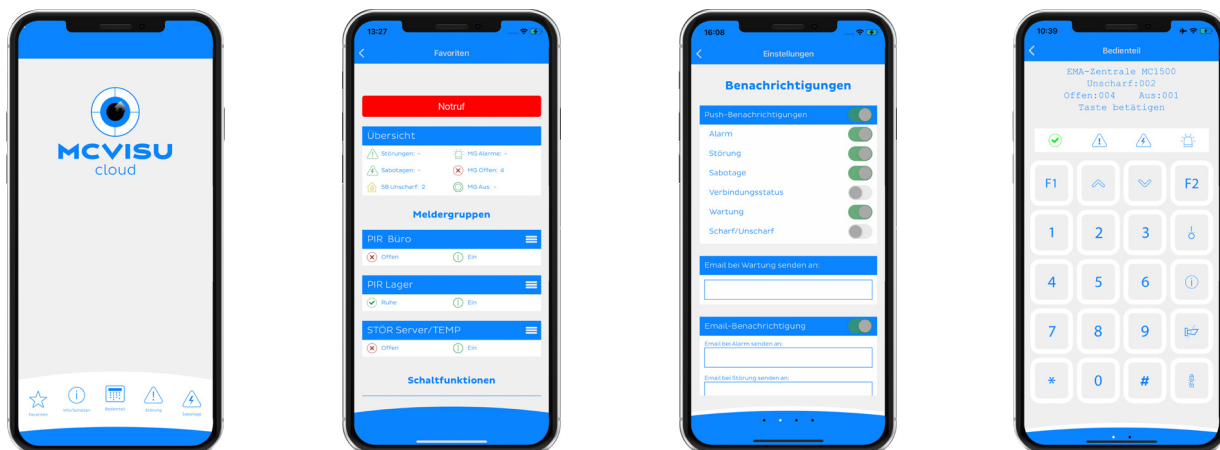 MCVISU
cloud
Favoriten
Info/Schalten
Bedienteil
Störung
Sabotage
13:27
Favoriten
Notruf
Übersicht
Störungen: -
MG Alarme: -
Sabotagen: -
MG Offen: 4
SB Unscharf: 2
MG Aus: -
Meldergruppen
PIR Büro
Offen
Ein
PIR Lager
Ruhe
Ein
STÖR Server/TEMP
Offen
Ein
Schaltfunktionen
16:08
Einstellungen
Benachrichtigungen
Push-Benachrichtigungen
Alarm
Störung
Sabotage
Verbindungsstatus
Wartung
Scharf/Unscharf
Email bei Wartung senden an:
Email-Benachrichtigung
Email bei Alarm senden an:
Email bei Störung senden an:
10:39
Bedienteil
EMA-Zentrale MC1500
Unscharf:002
Offen:004 Aus:001
Taste betätigen
F1 F2
1 2 3
4 5 6
7 8 9
* 0 #